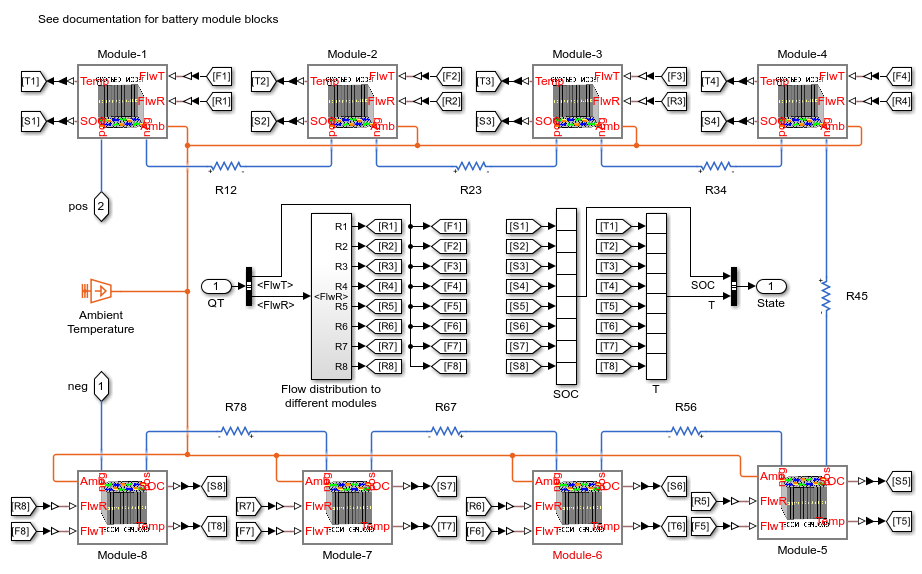 See documentation for battery module blocks
Module-1
Module-2
Module-3
Module-4
[T1]
Temp
FlwT
[F1]
[T2]
Temp
FlwT
[F2]
[T3]
Temp
FlwT
[F3]
[T4]
Temp
FlwT
[F4]
FlwR
[R1]
FlwR
[R2]
FlwR
[R3]
FlwR
[R4]
[S1]
SOC
Amb
[S2]
SOC
Amb
[S3]
SOC
Amb
[S4]
SOC
Amb
pos
neg
pos
neg
pos
neg
pos
neg
R12
R23
R34
pos
2
QT
1
<FlwT>
<FlwR>
<FlwR>
R1
R2
R3
R4
R5
R6
R7
R8
[R1]
[R2]
[R3]
[R4]
[R5]
[R6]
[R7]
[R8]
[F1]
[F2]
[F3]
[F4]
[F5]
[F6]
[F7]
[F8]
Flow distribution to
different modules
[S1]
[S2]
[S3]
[S4]
[S5]
[S6]
[S7]
[S8]
SOC
[T1]
[T2]
[T3]
[T4]
[T5]
[T6]
[T7]
[T8]
T
SOC
T
1
State
R45
Ambient
Temperature
neg
1
R78
R67
R56
Amb
neg
pos
SOC
[S8]
Amb
neg
pos
SOC
[S7]
Amb
neg
pos
SOC
[S6]
Amb
neg
pos
SOC
[S5]
[R8]
FlwR
[R7]
FlwR
[R6]
FlwR
[R5]
FlwR
[F8]
FlwT
Temp
[T8]
[F7]
FlwT
Temp
[T7]
[F6]
FlwT
Temp
[T6]
[F5]
FlwT
Temp
[T5]
Module-8
Module-7
Module-6
Module-5